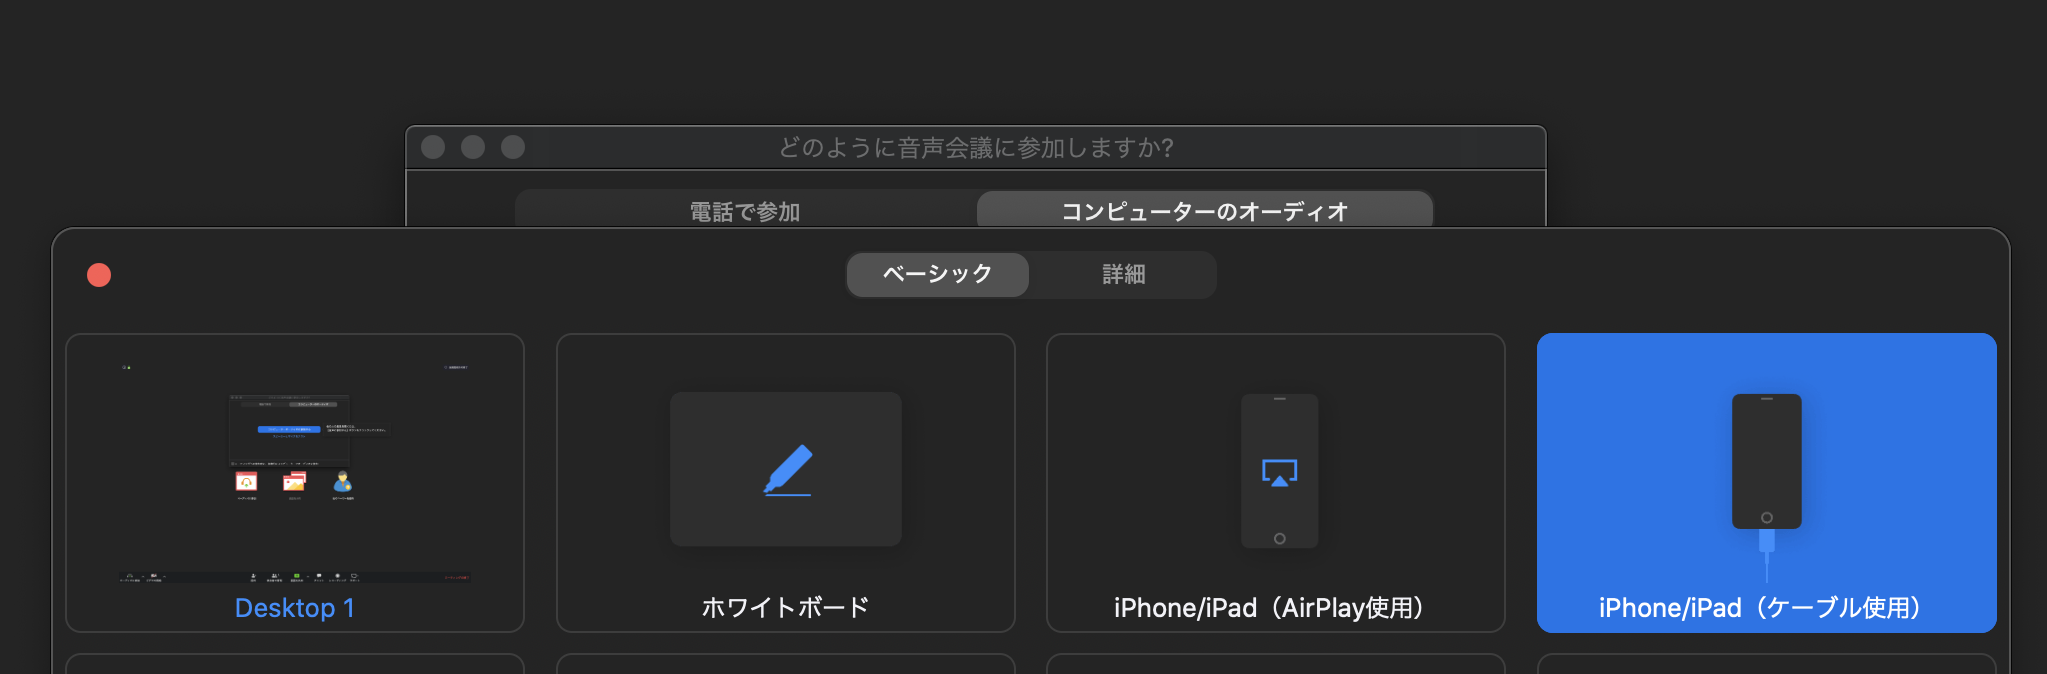 どのように音声会議に参加しますか?
電話で参加
コンピューターのオーディオ
ベーシック
詳細
Desktop 1
ホワイトボード
iPhone/iPad（AirPlay使用）
iPhone/iPad（ケーブル使用）